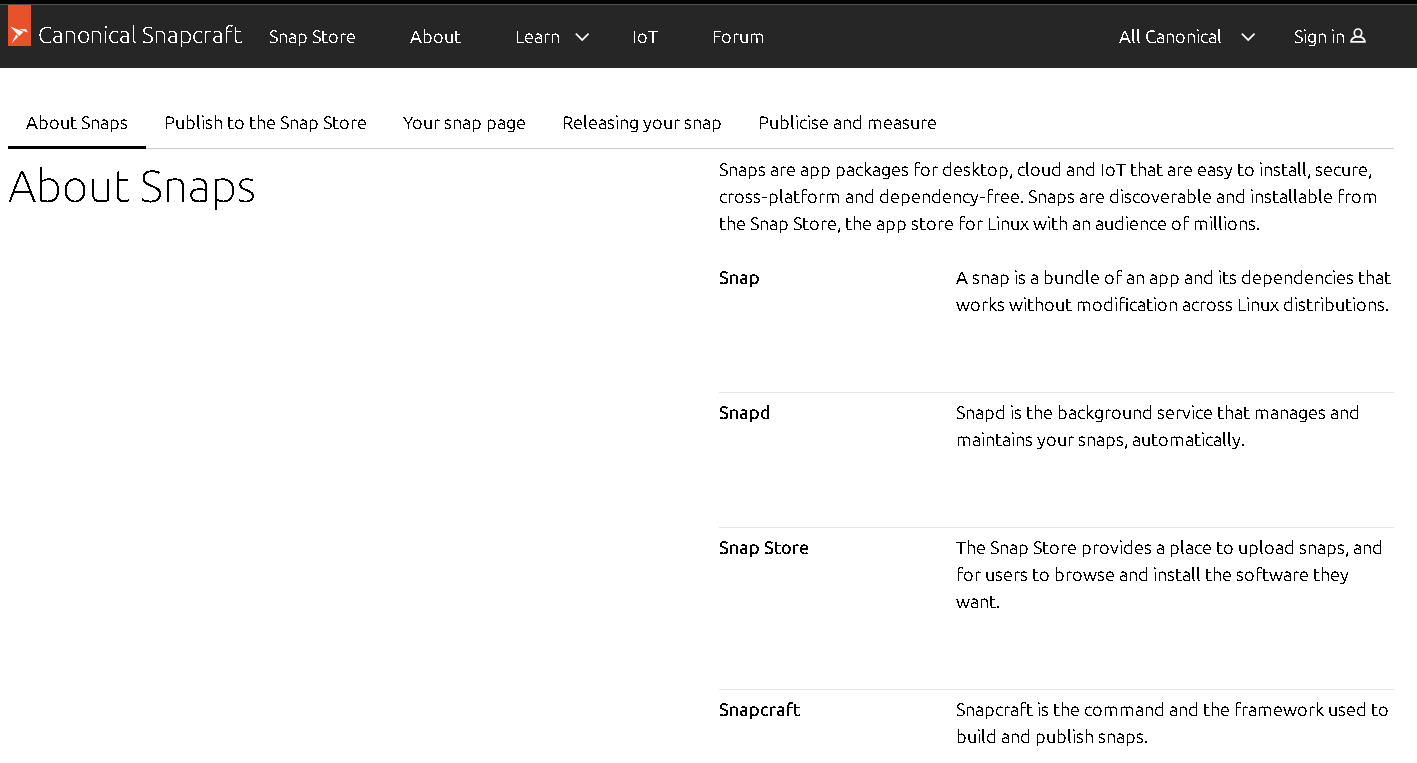 Canonical Snapcraft Snap Store About Learn IoT Forum All Canonical Sign in
About Snaps Publish to the Snap Store Your snap page Releasing your snap Publicise and measure
About Snaps
Snaps are app packages for desktop, cloud and IoT that are easy to install, secure,
cross-platform and dependency-free. Snaps are discoverable and installable from
the Snap Store, the app store for Linux with an audience of millions.
Snap
A snap is a bundle of an app and its dependencies that
works without modification across Linux distributions.
Snapd
Snapd is the background service that manages and
maintains your snaps, automatically.
Snap Store
The Snap Store provides a place to upload snaps, and
for users to browse and install the software they
want.
Snapcraft
Snapcraft is the command and the framework used to
build and publish snaps.